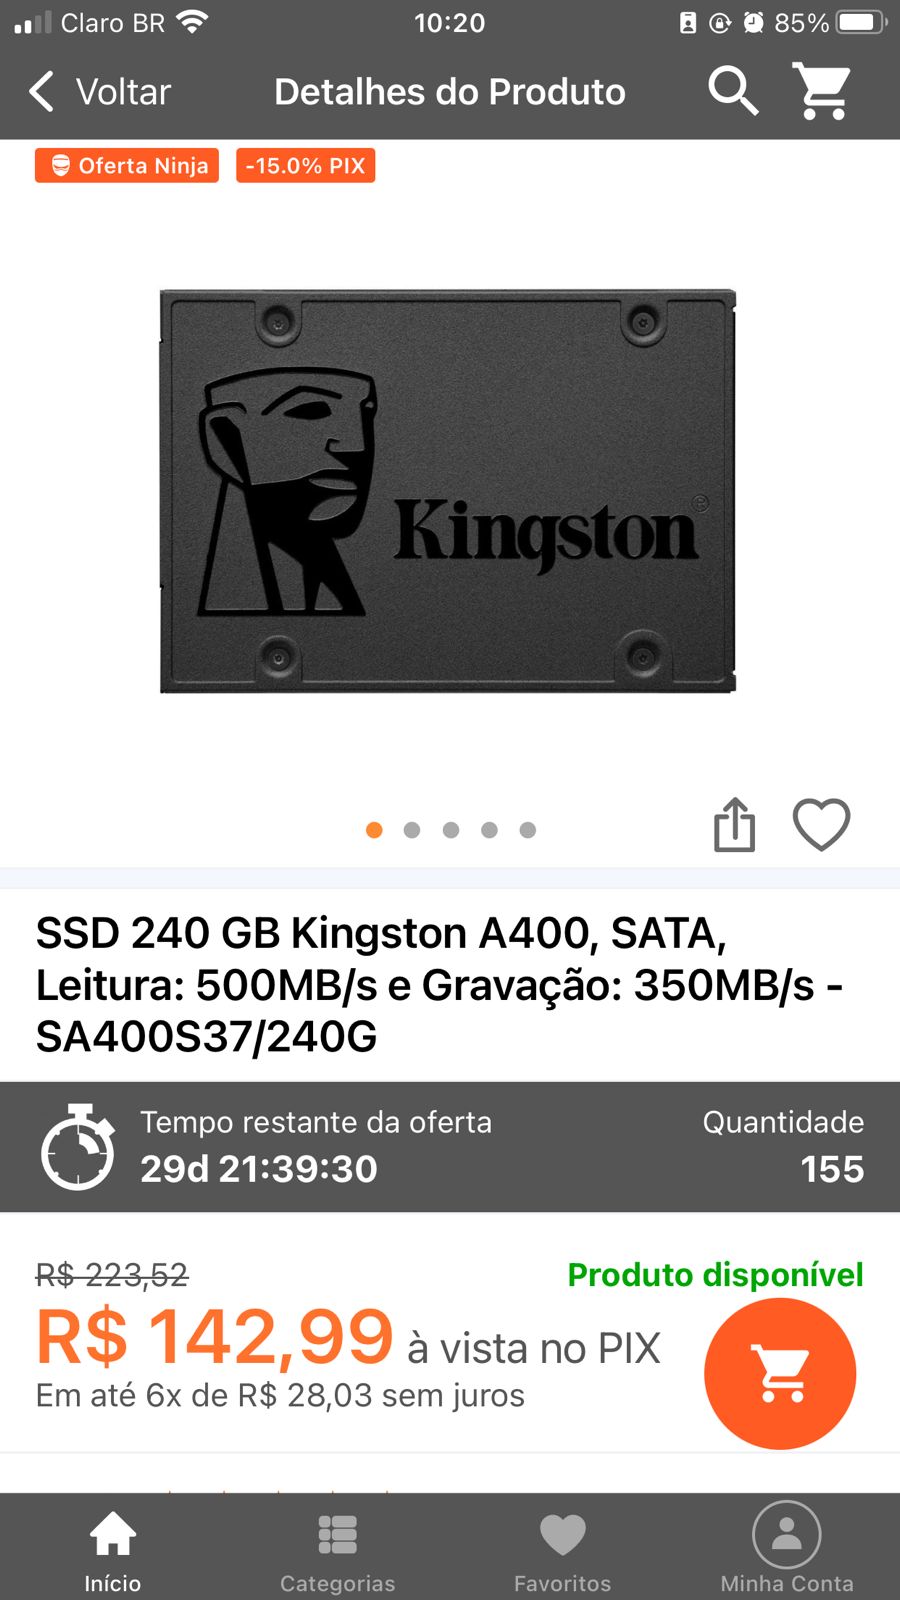 Claro BR 10:20 85%
Voltar Detalhes do Produto
Oferta Ninja -15.0% PIX
Kingston®
SSD 240 GB Kingston A400, SATA,
Leitura: 500MB/s e Gravação: 350MB/s -
SA400S37/240G
Tempo restante da oferta Quantidade
29d 21:39:30 155
R$ 223,52 Produto disponível
R$ 142,99 à vista no PIX
Em até 6x de R$ 28,03 sem juros
Início Categorias Favoritos Minha Conta